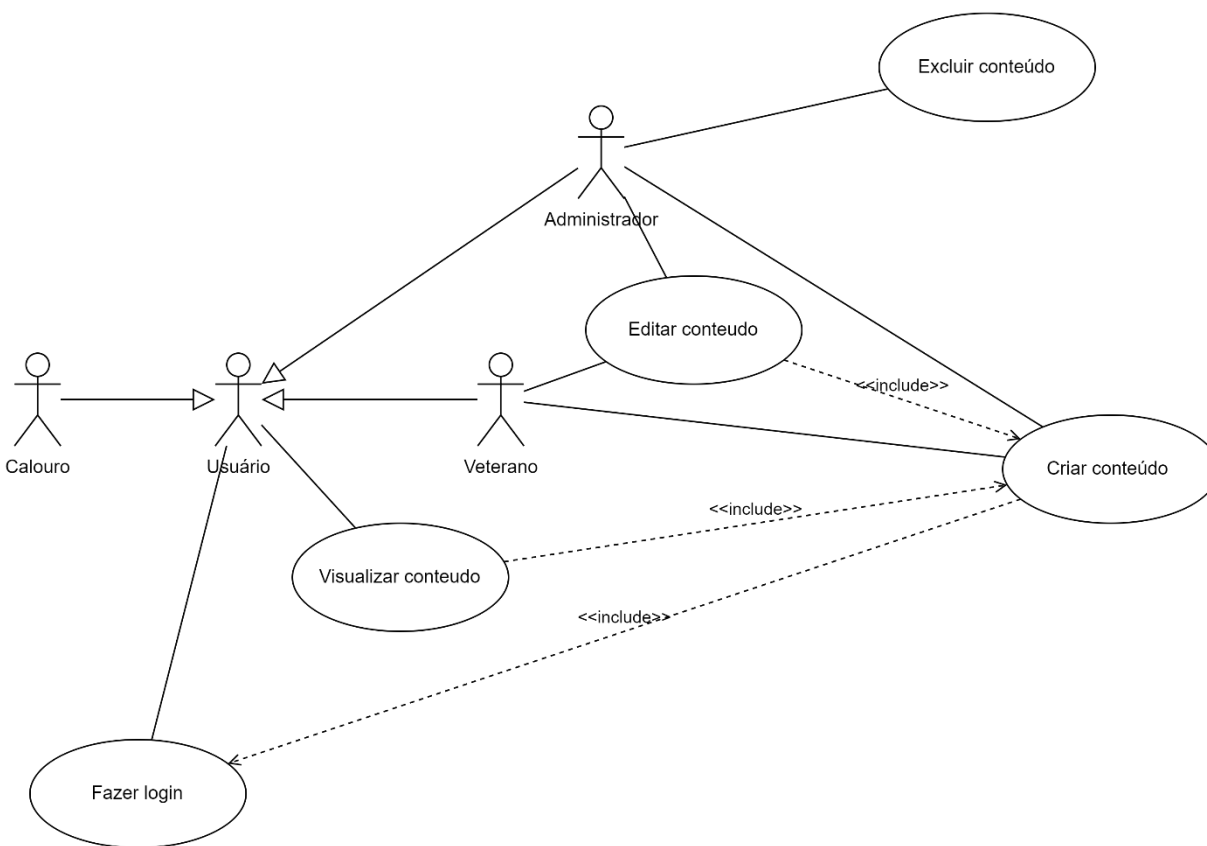 Excluir conteúdo
Administrador
Editar conteudo
<<include>>
Calouro
Usuário
Veterano
Criar conteúdo
<<include>>
Visualizar conteudo
<<include>>
Fazer login